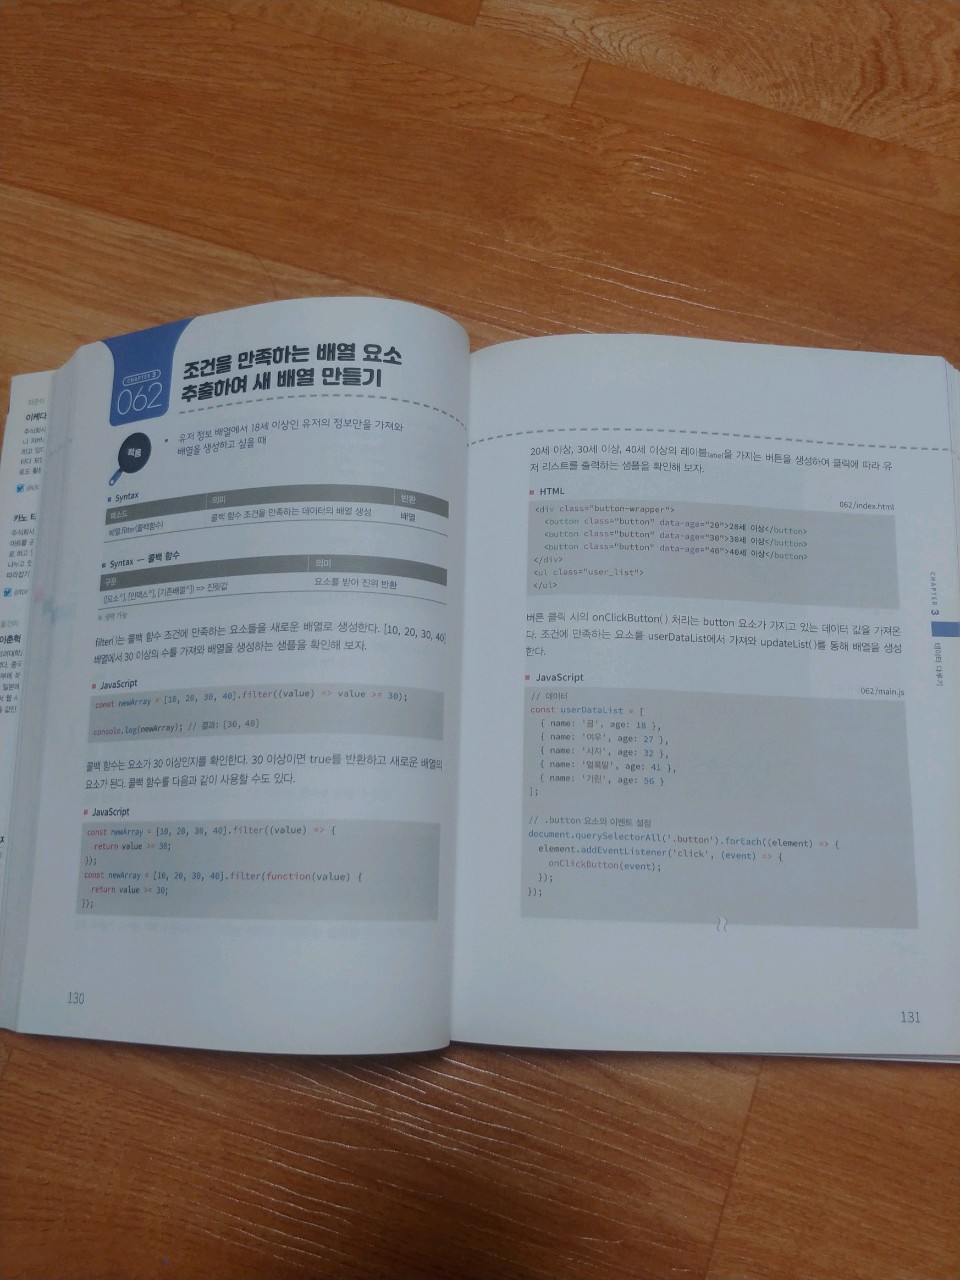 CHAPTER 3
062
조건을 만족하는 배열 요소
추출하여 새 배열 만들기
유저 정보 배열에서 18세 이상인 유저의 정보만을 가져와
배열을 생성하고 싶을 때
Syntax
메소드 의미 반환
배열.filter(콜백함수) 콜백 함수 조건을 만족하는 데이터의 배열 생성 배열
Syntax — 콜백 함수
구문 의미
([요소*], [인덱스*], [기존배열*]) => 진릿값 요소를 받아 진위 반환
* 생략 가능
filter()는 콜백 함수 조건에 만족하는 요소들을 새로운 배열로 생성한다. [10, 20, 30, 40]
배열에서 30 이상의 수를 가져와 배열을 생성하는 샘플을 확인해 보자.
JavaScript
const newArray = [10, 20, 30, 40].filter((value) => value >= 30);
console.log(newArray); // 결과: [30, 40]
콜백 함수는 요소가 30 이상인지를 확인한다. 30 이상이면 true를 반환하고 새로운 배열의
요소가 된다. 콜백 함수를 다음과 같이 사용할 수도 있다.
JavaScript
const newArray = [10, 20, 30, 40].filter((value) => {
return value >= 30;
});
const newArray = [10, 20, 30, 40].filter(function(value) {
return value >= 30;
});
130
20세 이상, 30세 이상, 40세 이상의 레이블label을 가지는 버튼을 생성하여 클릭에 따라 유
저 리스트를 출력하는 샘플을 확인해 보자.
HTML 062/index.html
<div class="button-wrapper">
<button class="button" data-age="20">20세 이상</button>
<button class="button" data-age="30">30세 이상</button>
<button class="button" data-age="40">40세 이상</button>
</div>
<ul class="user_list">
</ul>
버튼 클릭 시의 onClickButton() 처리는 button 요소가 가지고 있는 데이터 값을 가져온
다. 조건에 만족하는 요소를 userDataList에서 가져와 updateList()를 통해 배열을 생성
한다.
JavaScript 062/main.js
// 데이터
const userDataList = [
{ name: '곰', age: 18 },
{ name: '여우', age: 27 },
{ name: '사자', age: 32 },
{ name: '얼룩말', age: 41 },
{ name: '기린', age: 56 }
];
// .button 요소의 이벤트 설정
document.querySelectorAll('.button').forEach((element) => {
element.addEventListener('click', (event) => {
onClickButton(event);
});
});
CHAPTER 3
데이터 다루기
131